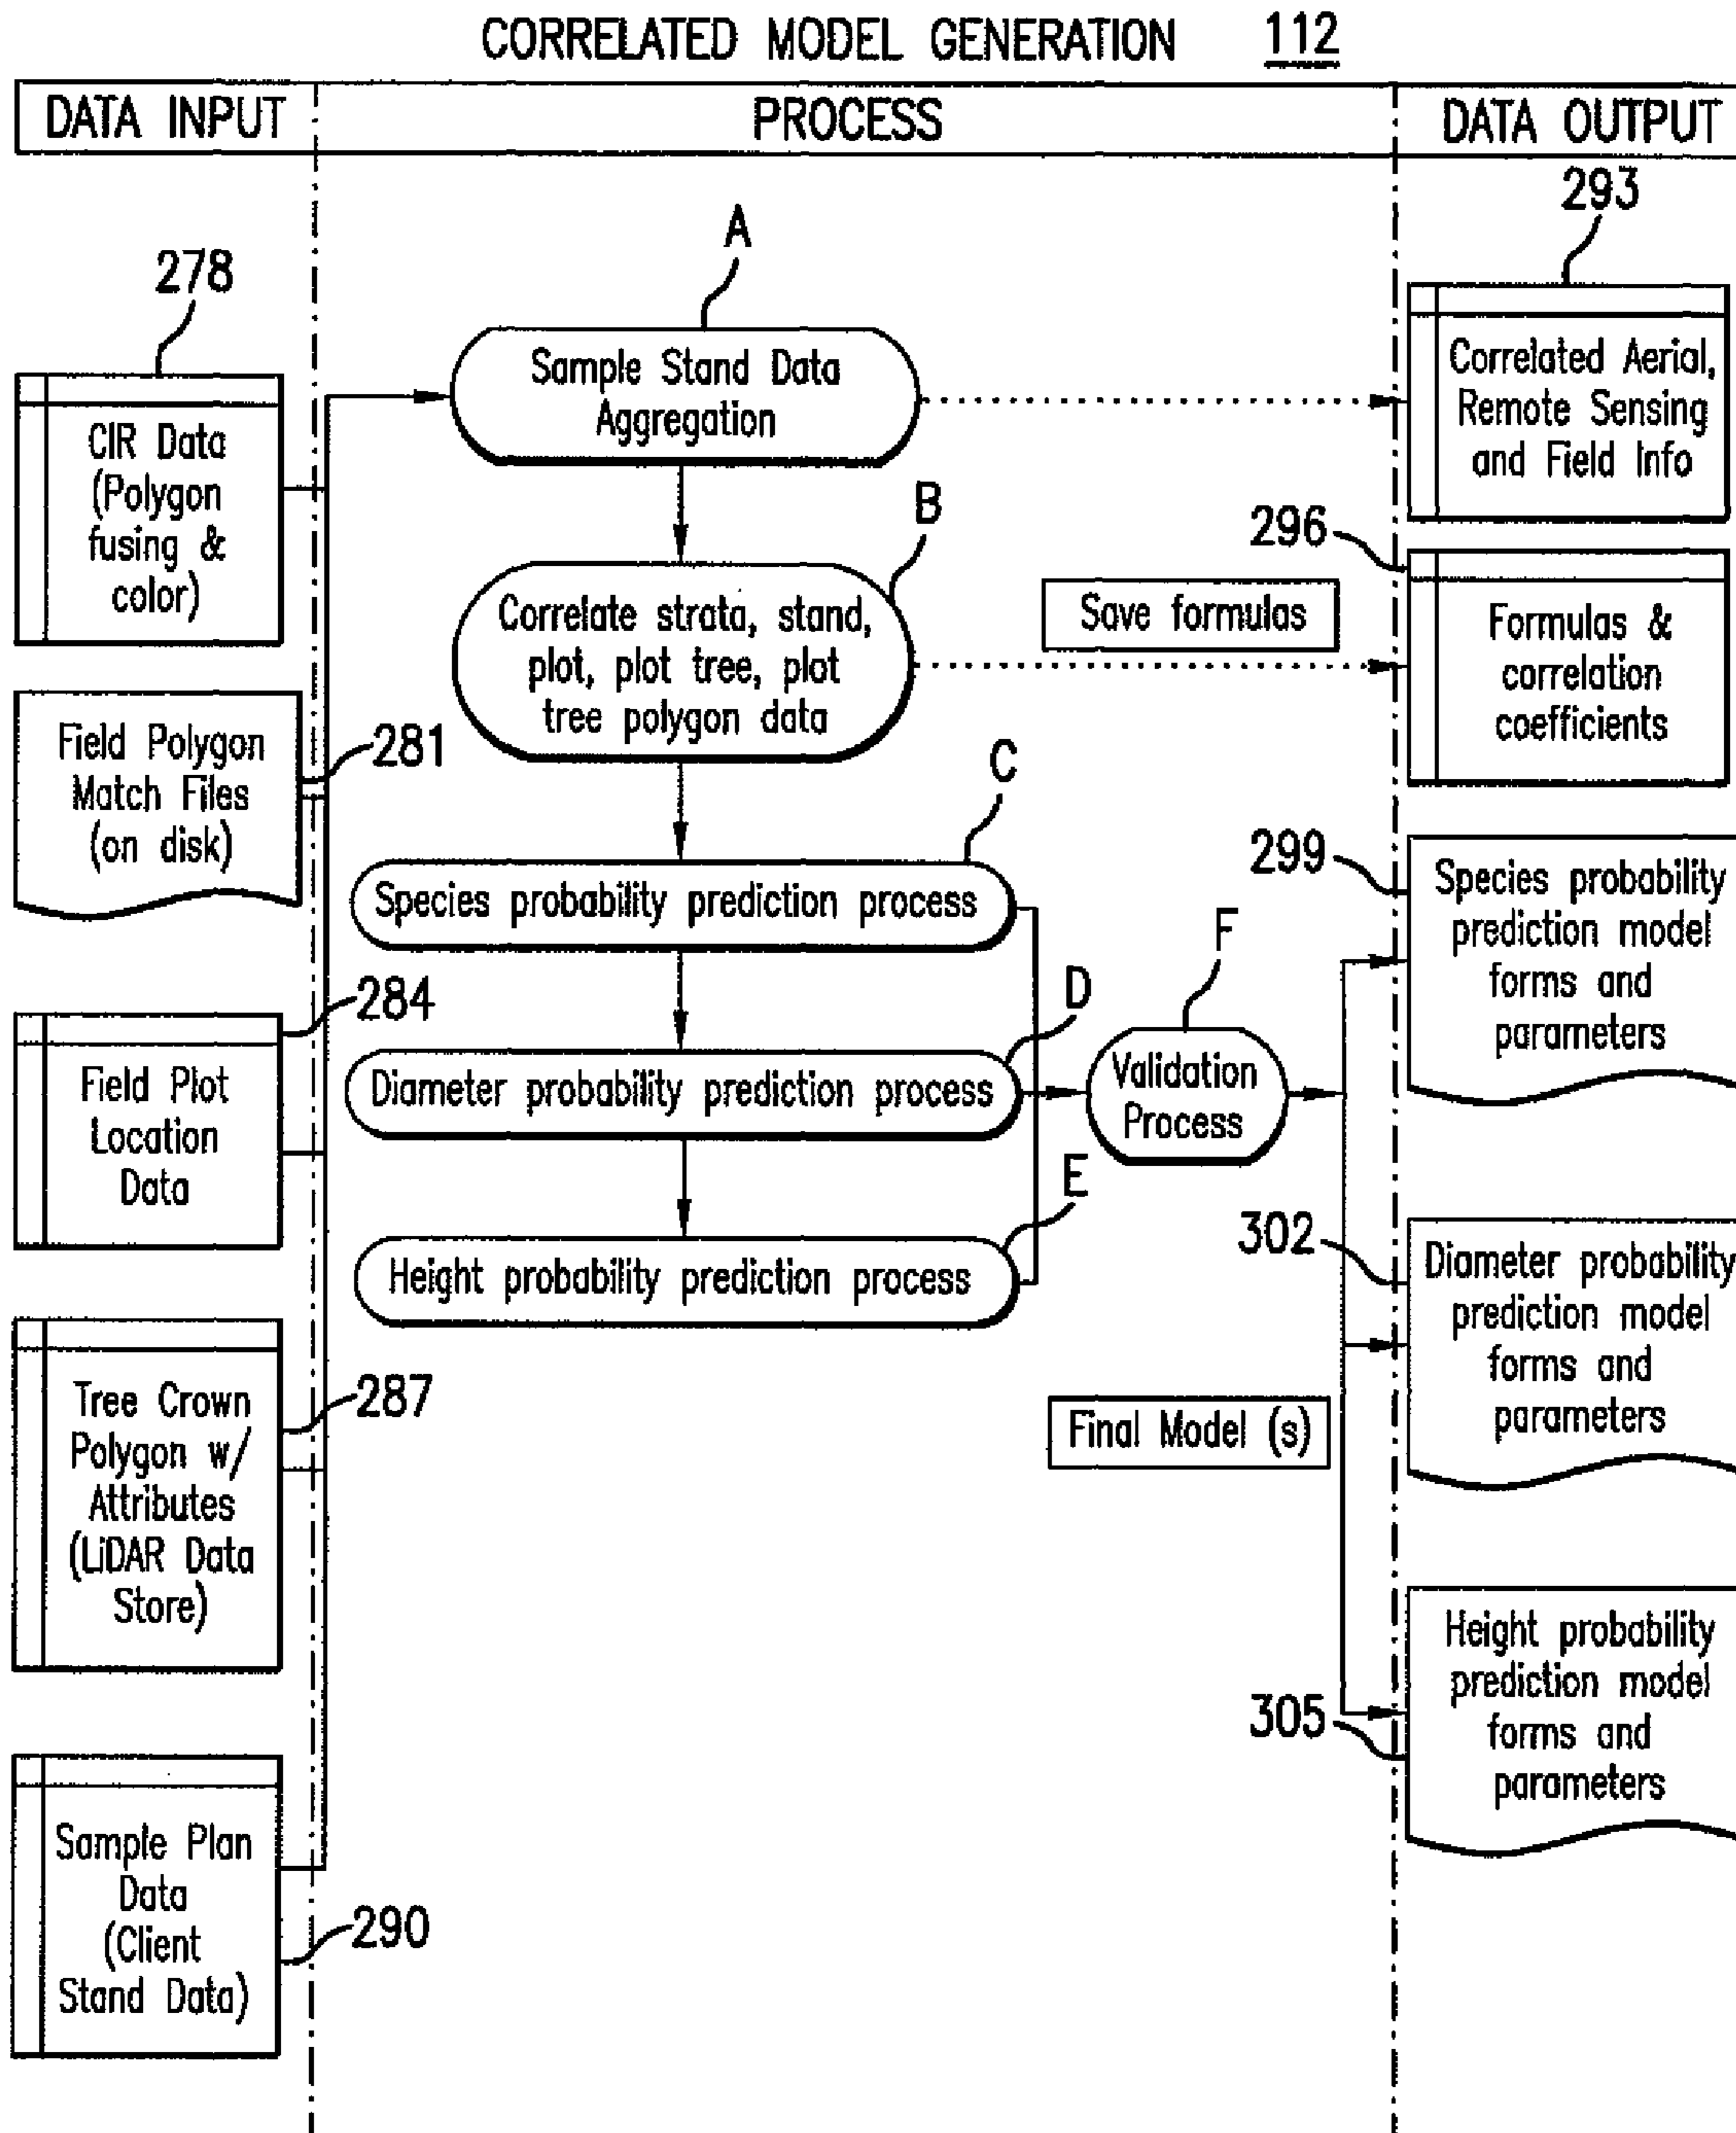 CORRELATED MODEL GENERATION 112
DATA INPUT
PROCESS
DATA OUTPUT
278
CIR Data
(Polygon
fusing &
color)
Field Polygon
Match Files
(on disk)
281
284
Field Plot
Location
Data
Tree Crown
Polygon w/
Attributes
(LiDAR Data
Store)
287
Sample Plan
Data
(Client
Stand Data)
290
A
Sample Stand Data
Aggregation
B
Correlate strata, stand,
plot, plot tree, plot
tree polygon data
Save formulas
C
Species probability prediction process
D
Diameter probability prediction process
E
Height probability prediction process
F
Validation
Process
Final Model (s)
293
Correlated Aerial,
Remote Sensing
and Field Info
296
Formulas &
correlation
coefficients
299
Species probability
prediction model
forms and
parameters
302
Diameter probability
prediction model
forms and
parameters
305
Height probability
prediction model
forms and
parameters